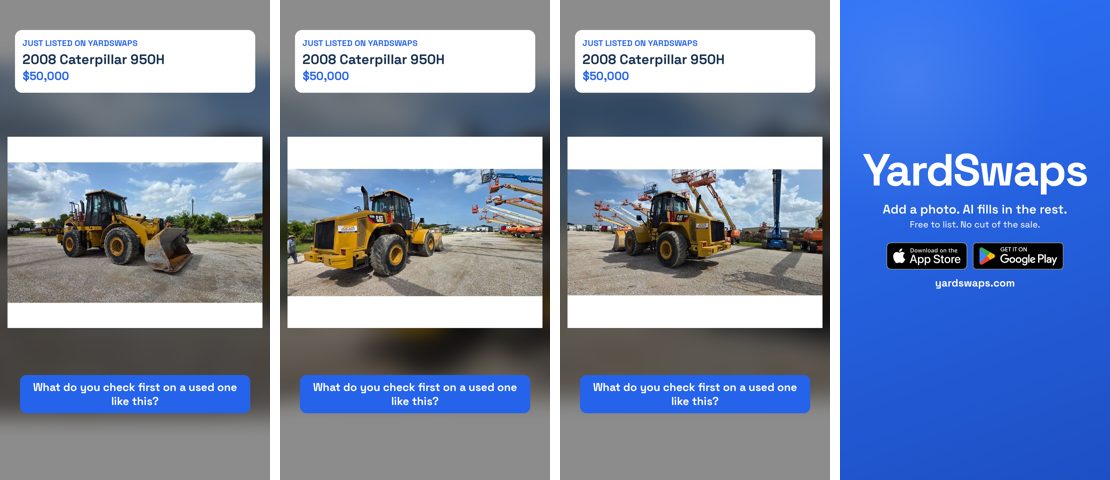 JUST LISTED ON YARDSWAPS
2008 Caterpillar 950H
$50,000
What do you check first on a used one
like this?
JUST LISTED ON YARDSWAPS
2008 Caterpillar 950H
$50,000
CAT
What do you check first on a used one
like this?
JUST LISTED ON YARDSWAPS
2008 Caterpillar 950H
$50,000
CAT
What do you check first on a used one
like this?
YardSwaps
Add a photo. AI fills in the rest.
Free to list. No cut of the sale.
Download on the
App Store
GET IT ON
Google Play
yardswaps.com